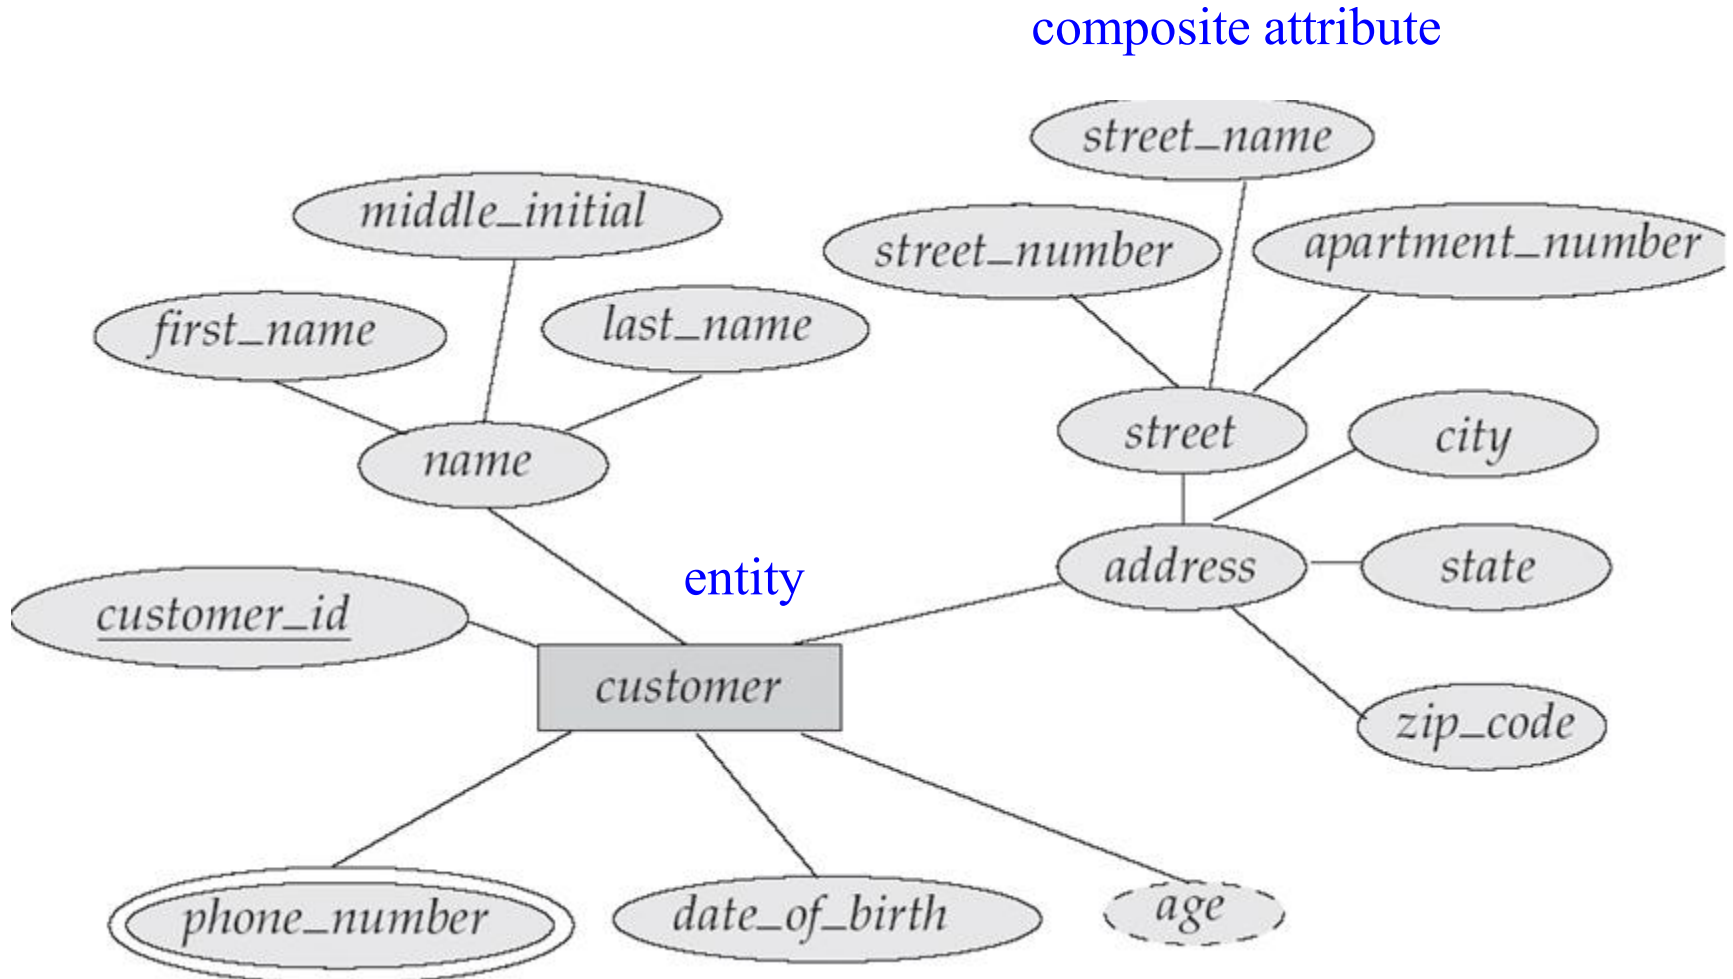 composite attribute
street_name
middle_initial
street_number
apartment_number
first_name
last_name
street
city
name
address
state
entity
customer_id
customer
zip_code
phone_number
date_of_birth
age